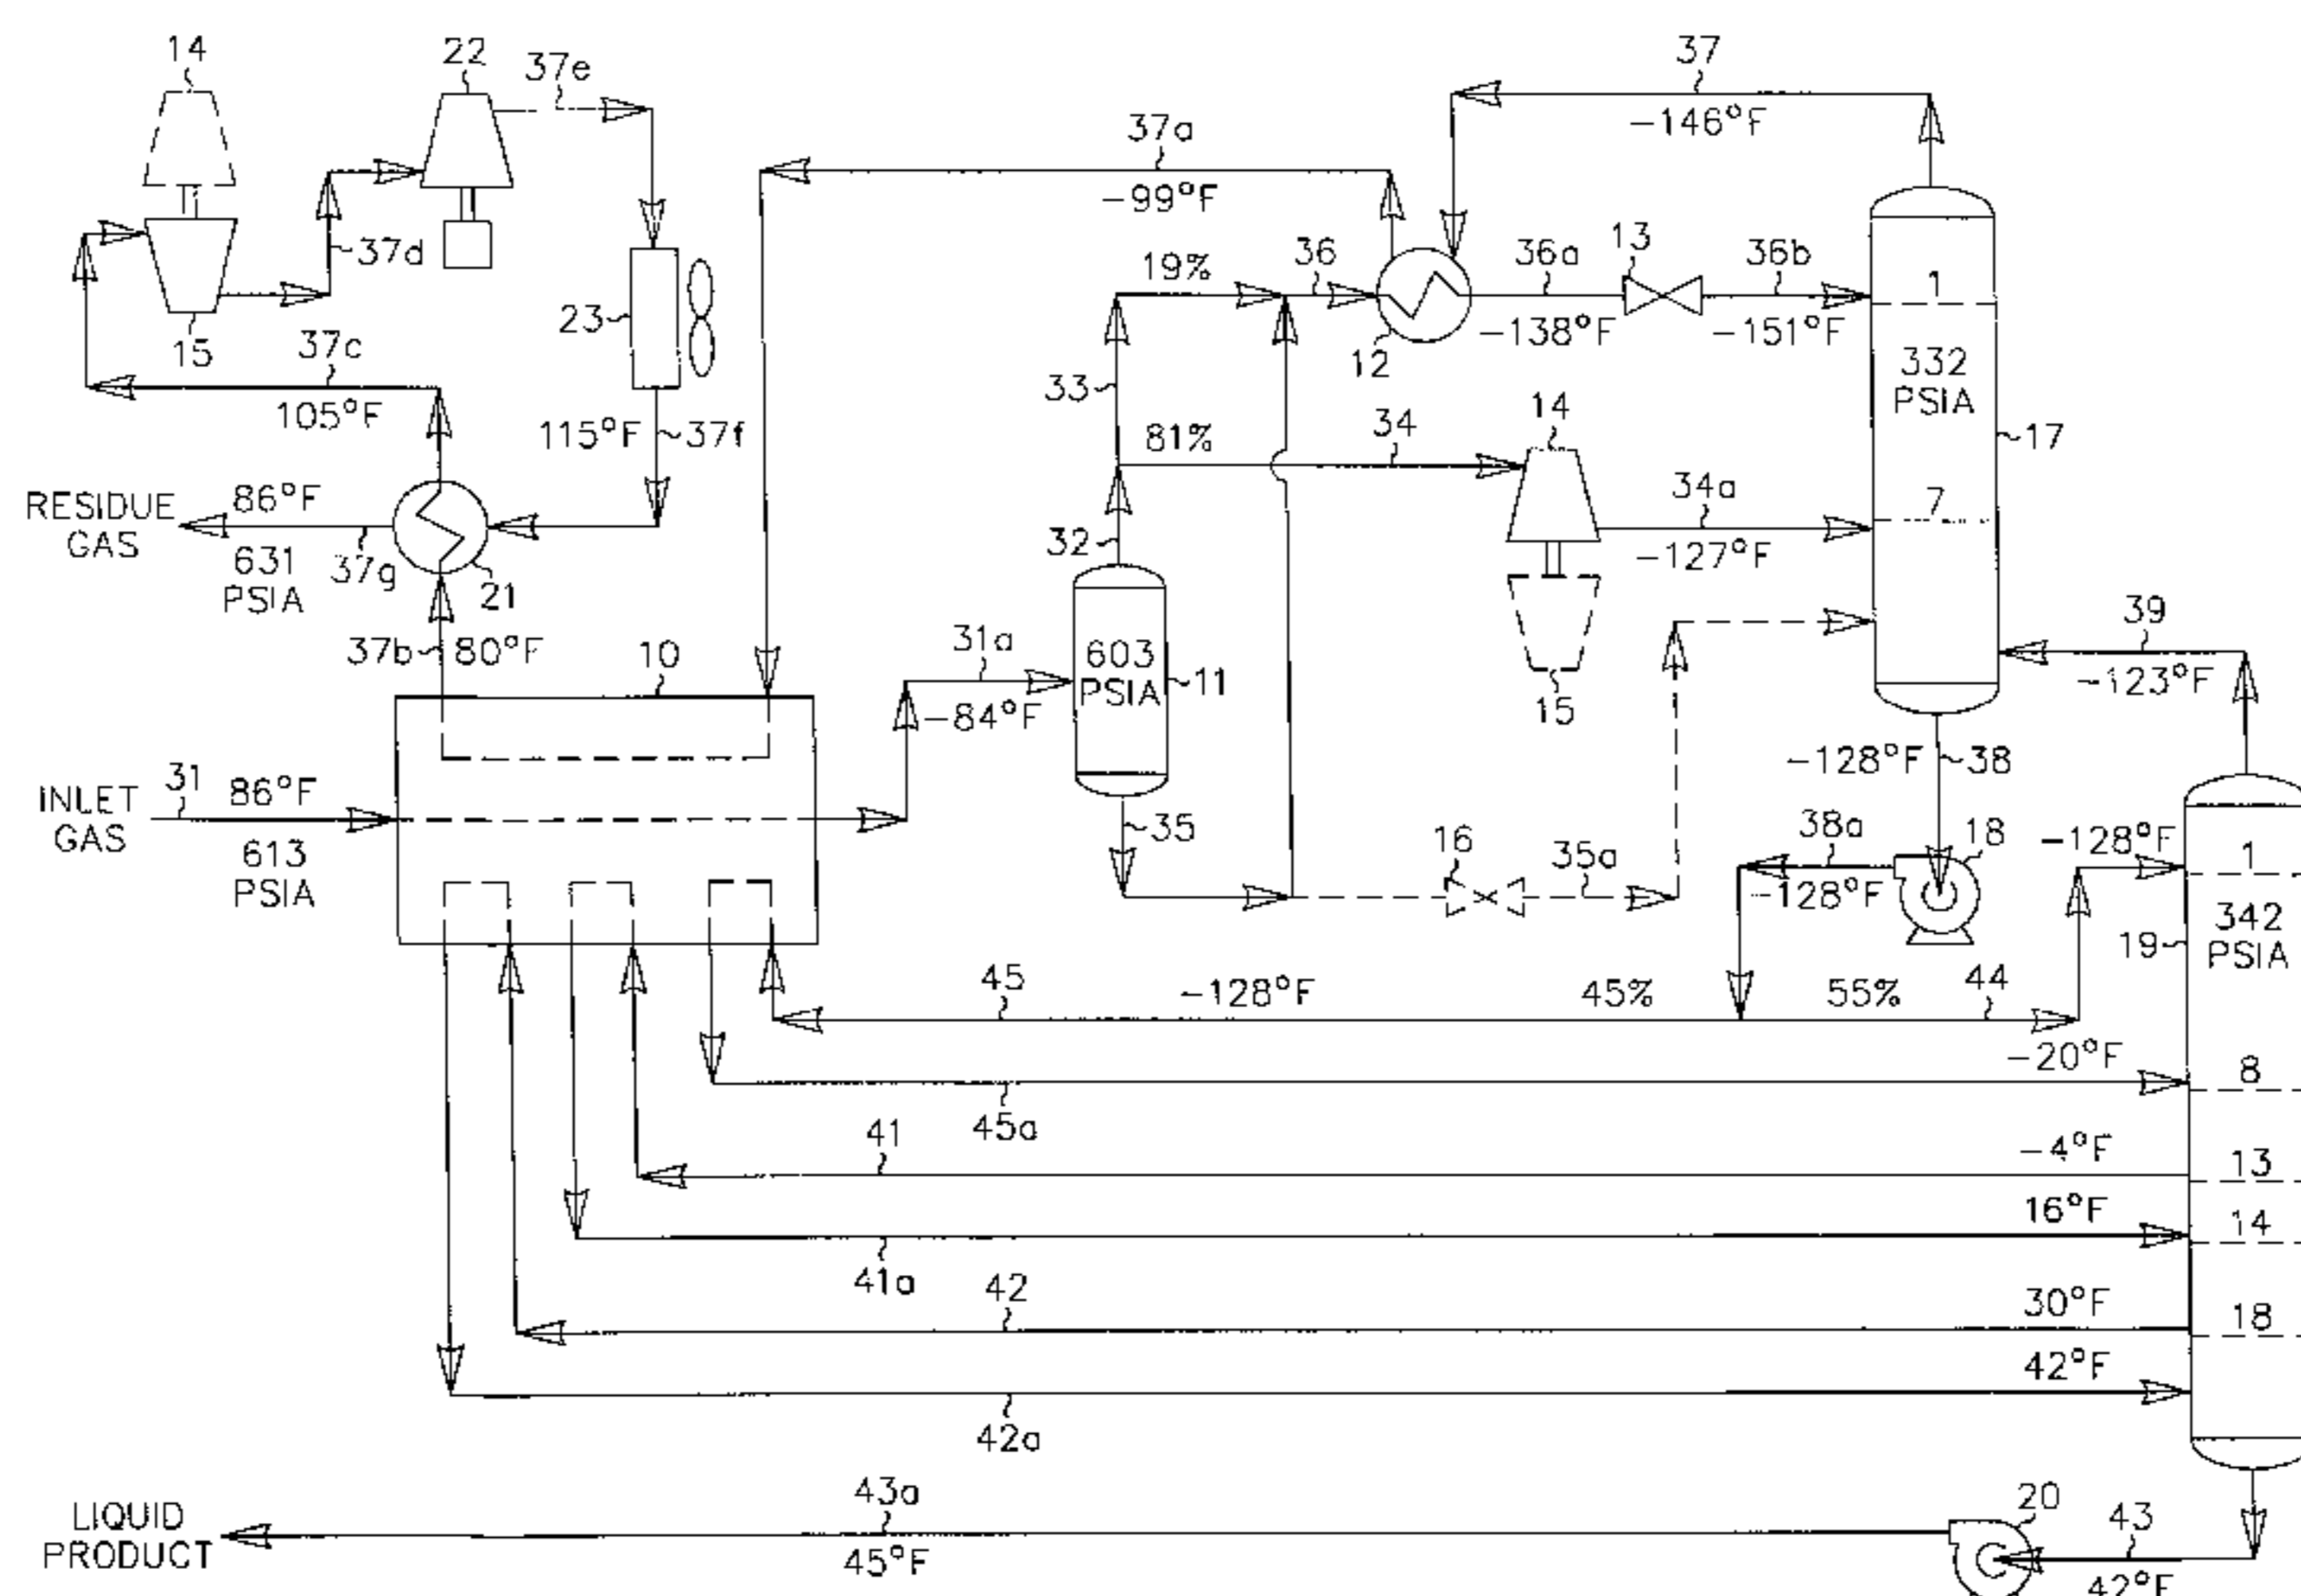 14
22
37e
37
-146°F
37a
-99°F
37d
19%
36
36a
13
36b
1
23
-138°F
-151°F
15
37c
12
332
PSIA
33
105°F
115°F
37f
14
34
81%
17
RESIDUE
GAS
86°F
34a
7
32
-127°F
631
PSIA
37g
21
39
37b
80°F
10
31a
603
PSIA
11
-123°F
-84°F
15
-128°F
38
INLET
GAS
31
86°F
35
16
35a
38a
18
-128°F
1
613
PSIA
-128°F
342
PSIA
19
45
-128°F
45%
55%
44
-20°F
8
45a
41
-4°F
13
16°F
14
41a
42
30°F
18
42°F
42a
43a
20
43
LIQUID
PRODUCT
45°F
42°F